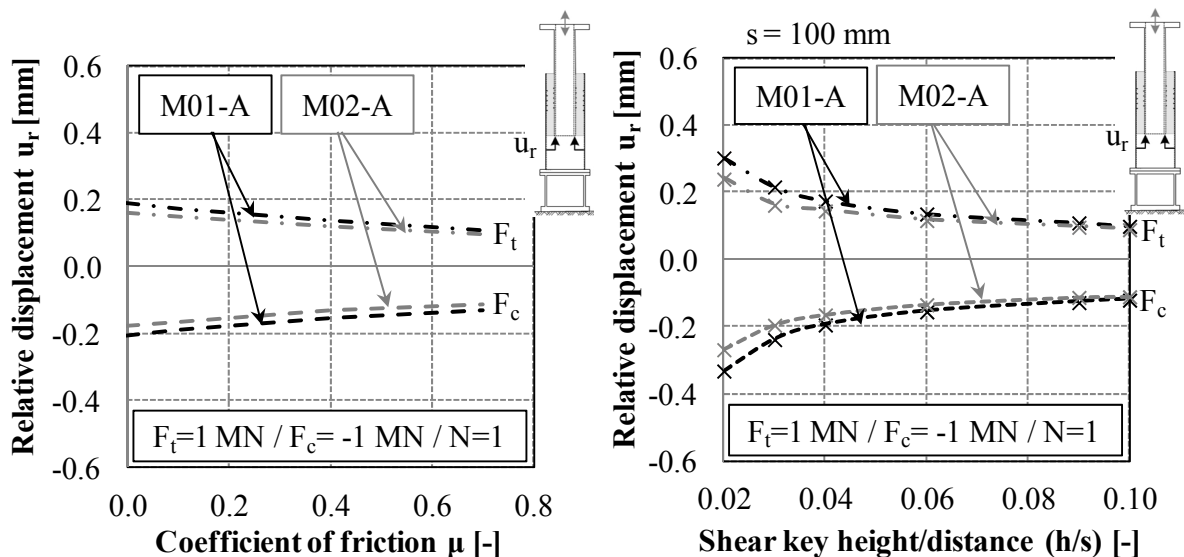 Relative displacement u_r [mm]
0.6
0.4
0.2
0.0
-0.2
-0.4
-0.6
M01-A
M02-A
u_r
F_t
F_c
F_t=1 MN / F_c= -1 MN / N=1
0.0 0.2 0.4 0.6 0.8
Coefficient of friction μ [-]
s = 100 mm
Relative displacement u_r [mm]
0.6
0.4
0.2
0.0
-0.2
-0.4
-0.6
M01-A
M02-A
u_r
F_t
F_c
F_t=1 MN / F_c= -1 MN / N=1
0.02 0.04 0.06 0.08 0.10
Shear key height/distance (h/s) [-]